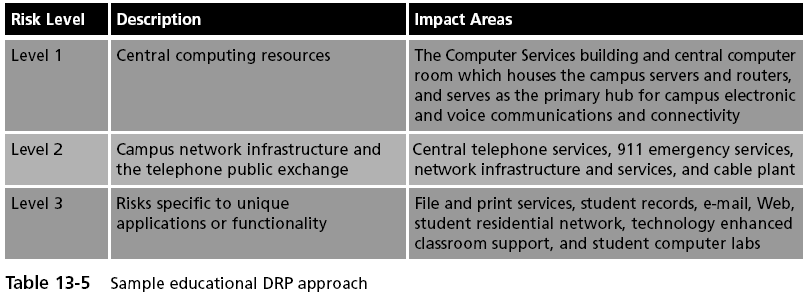 Risk Level Description Impact Areas
Level 1 Central computing resources The Computer Services building and central computer
room which houses the campus servers and routers,
and serves as the primary hub for campus electronic
and voice communications and connectivity
Level 2 Campus network infrastructure and Central telephone services, 911 emergency services,
the telephone public exchange network infrastructure and services, and cable plant
Level 3 Risks specific to unique File and print services, student records, e-mail, Web,
applications or functionality student residential network, technology enhanced
classroom support, and student computer labs
Table 13-5 Sample educational DRP approach